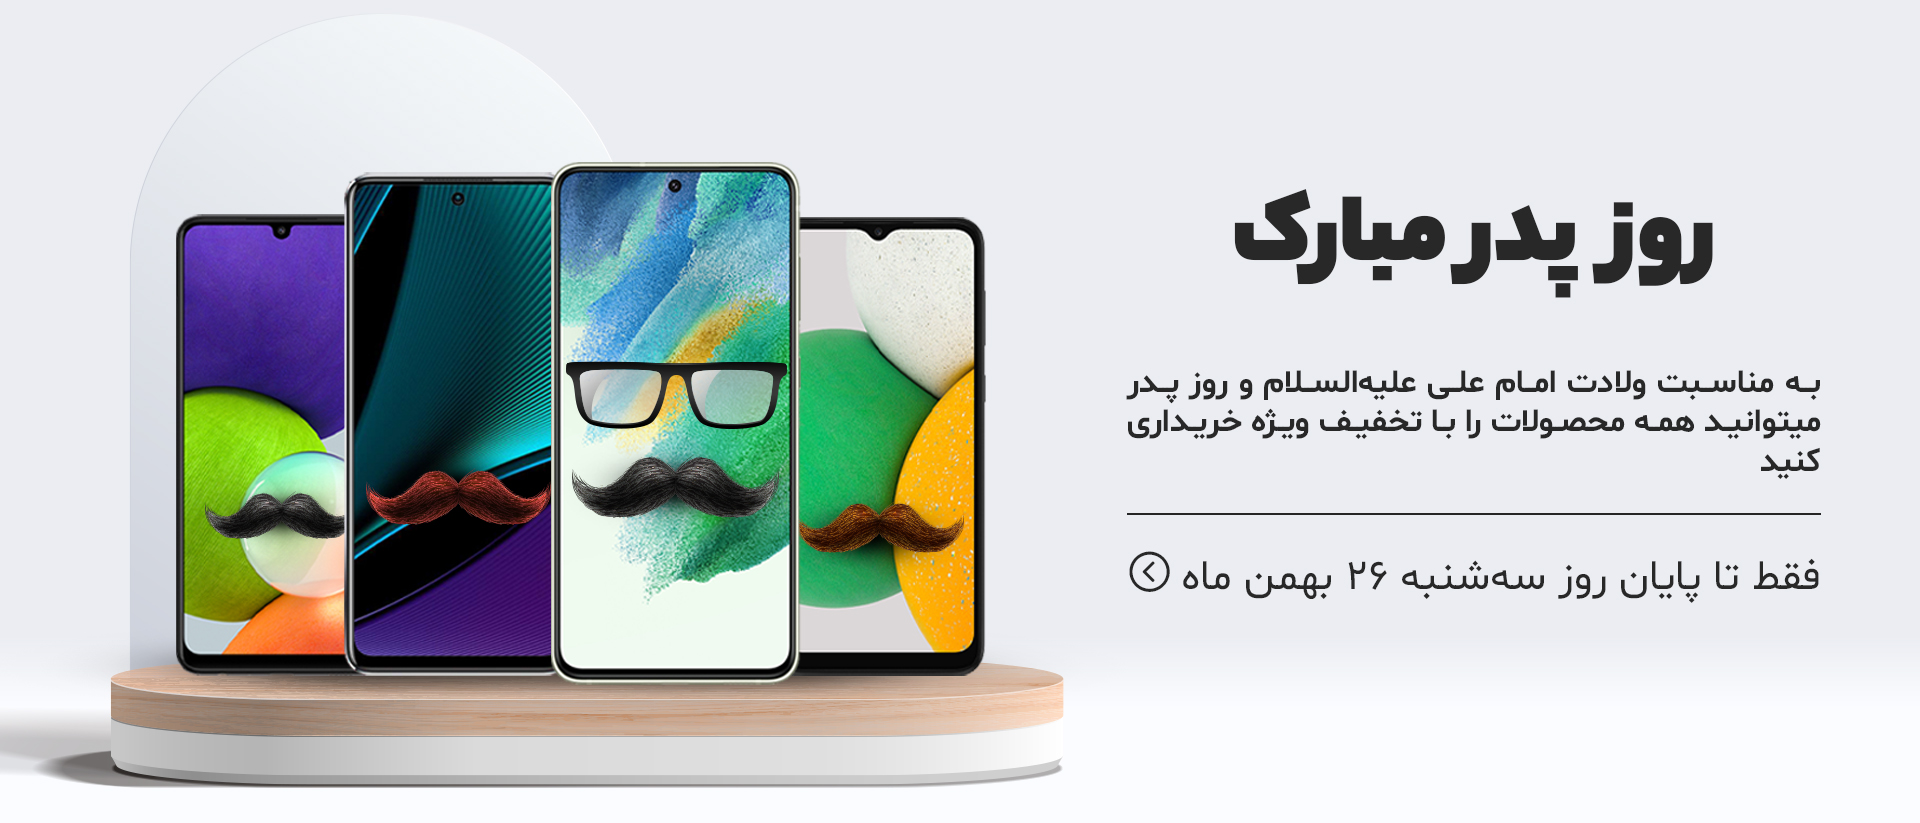 روز پدر مبارک
به مناسبت ولادت امام علی علیه‌السلام و روز پدر
میتوانید همه محصولات را با تخفیف ویژه خریداری
کنید
فقط تا پایان روز سه‌شنبه ۲۶ بهمن ماه